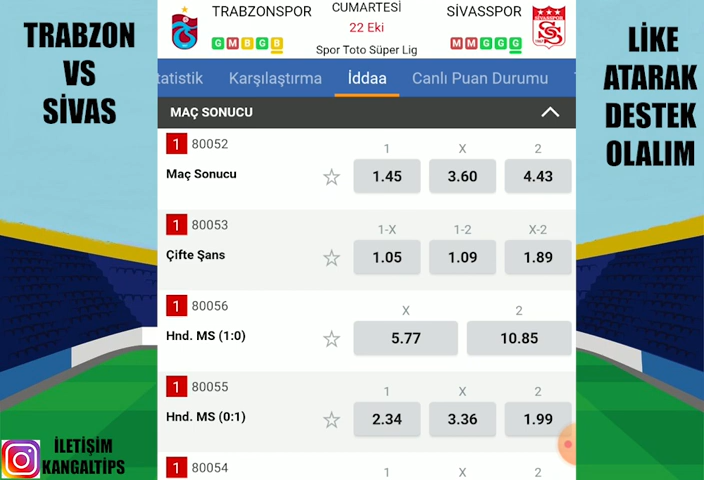 TRABZON
VS
SİVAS
TRABZONSPOR
G M B G B
CUMARTESİ
22 Eki
Spor Toto Süper Lig
SİVASSPOR
M M G G G
LİKE
ATARAK
DESTEK
OLALIM
tatistik Karşılaştırma İddaa Canlı Puan Durumu
MAÇ SONUCU
1 80052
Maç Sonucu
1 X 2
1.45 3.60 4.43
1 80053
Çifte Şans
1-X 1-2 X-2
1.05 1.09 1.89
1 80056
Hnd. MS (1:0)
X 2
5.77 10.85
1 80055
Hnd. MS (0:1)
1 X 2
2.34 3.36 1.99
1 80054
1 X 2
İLETİŞİM
KANGALTİPS